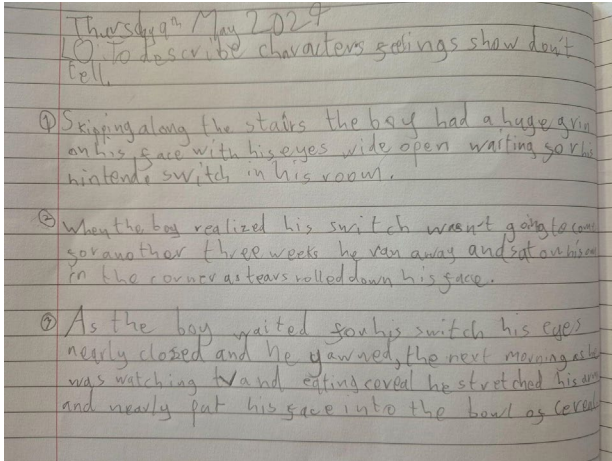 Thursday 9th May 2024
LO: To describe characters feelings show don't
tell.
① Skipping along the stairs the boy had a huge grin
on his face with his eyes wide open waiting for his
nintendo switch in his room.
② When the boy realized his switch wasn't going to come
for another three weeks he ran away and sat on his
in the corner as tears rolled down his face.
③ As the boy waited for his switch his eyes
nearly closed and he yawned, the next morning as he
was watching tv and eating cereal he stretched his arm
and nearly put his face into the bowl of cereal